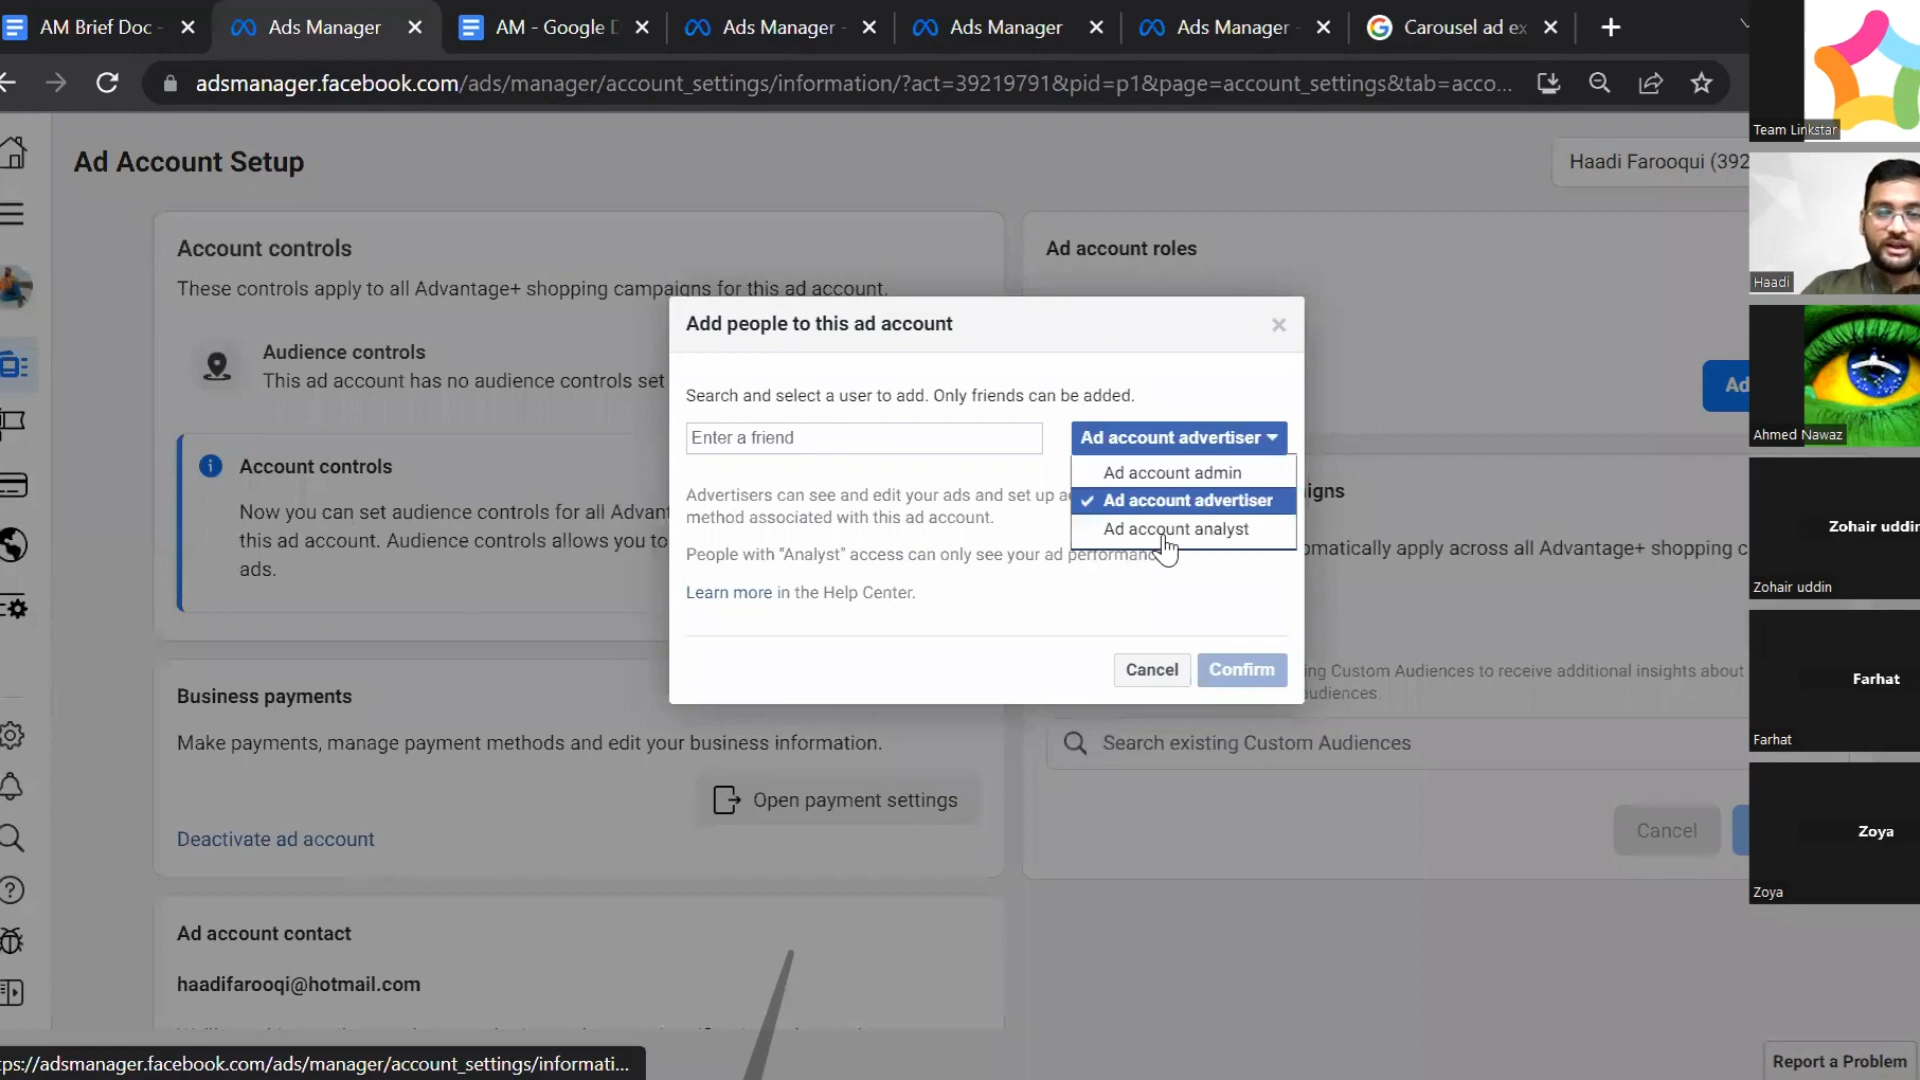 AM Brief Doc -
Ads Manager
AM - Google D
Ads Manager -
Ads Manager
Ads Manager -
Carousel ad ex
adsmanager.facebook.com/ads/manager/account_settings/information/?act=39219791&pid=p1&page=account_settings&tab=acco...
Team Linkstar
Ad Account Setup
Haadi Farooqui (392
Account controls
These controls apply to all Advantage+ shopping campaigns for this ad account.
Audience controls
This ad account has no audience controls set
Account controls
Now you can set audience controls for all Advan
this ad account. Audience controls allows you to
ads.
Ad account roles
Ad
Haadi
Add people to this ad account
Search and select a user to add. Only friends can be added.
Enter a friend
Ad account advertiser
Ad account admin
Ad account advertiser
Ad account analyst
Advertisers can see and edit your ads and set up a
method associated with this ad account.
People with "Analyst" access can only see your ad performanc
Learn more in the Help Center.
Cancel
Confirm
Ahmed Nawaz
igns
omatically apply across all Advantage+ shopping c
Zohair uddin
Zohair uddin
ing Custom Audiences to receive additional insights about
udiences.
Search existing Custom Audiences
Cancel
Farhat
Farhat
Business payments
Make payments, manage payment methods and edit your business information.
Open payment settings
Deactivate ad account
Zoya
Zoya
Ad account contact
haadifarooqi@hotmail.com
tps://adsmanager.facebook.com/ads/manager/account_settings/informati...
Report a Problem